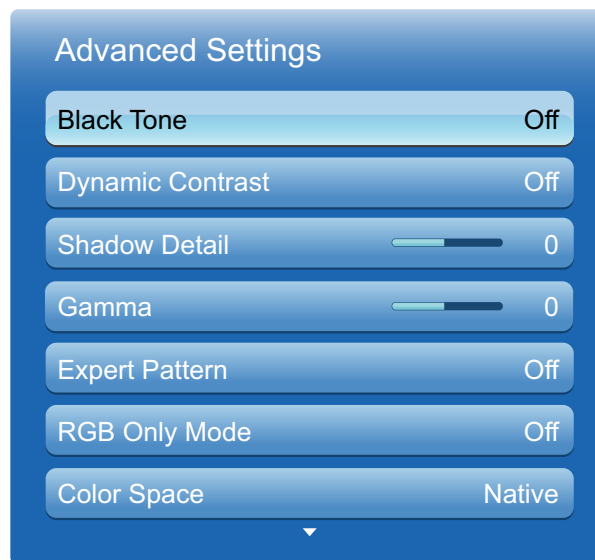 Advanced Settings
Black Tone Off
Dynamic Contrast Off
Shadow Detail 0
Gamma 0
Expert Pattern Off
RGB Only Mode Off
Color Space Native